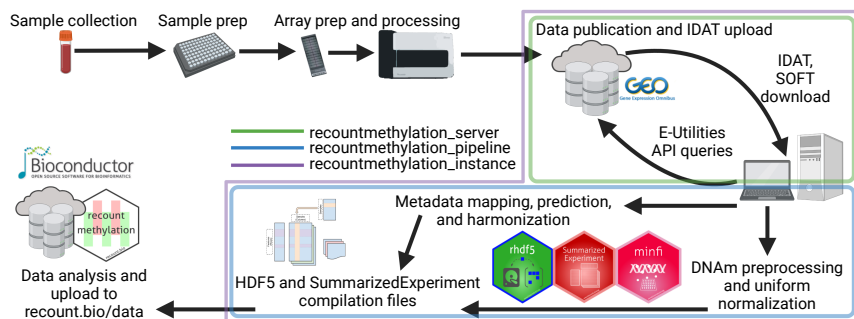 Sample collection
Sample prep
Array prep and processing
Data publication and IDAT upload
GEO
Gene Expression Omnibus
IDAT,
SOFT
download
E-Utilities
API queries
recountmethylation_server
recountmethylation_pipeline
recountmethylation_instance
Bioconductor
OPEN SOURCE SOFTWARE FOR BIOINFORMATICS
recount
methylation
Data analysis and
upload to
recount.bio/data
Metadata mapping, prediction,
and harmonization
rhdf5
Summarized
Experiment
minfi
HDF5 and SummarizedExperiment
compilation files
DNAm preprocessing
and uniform
normalization